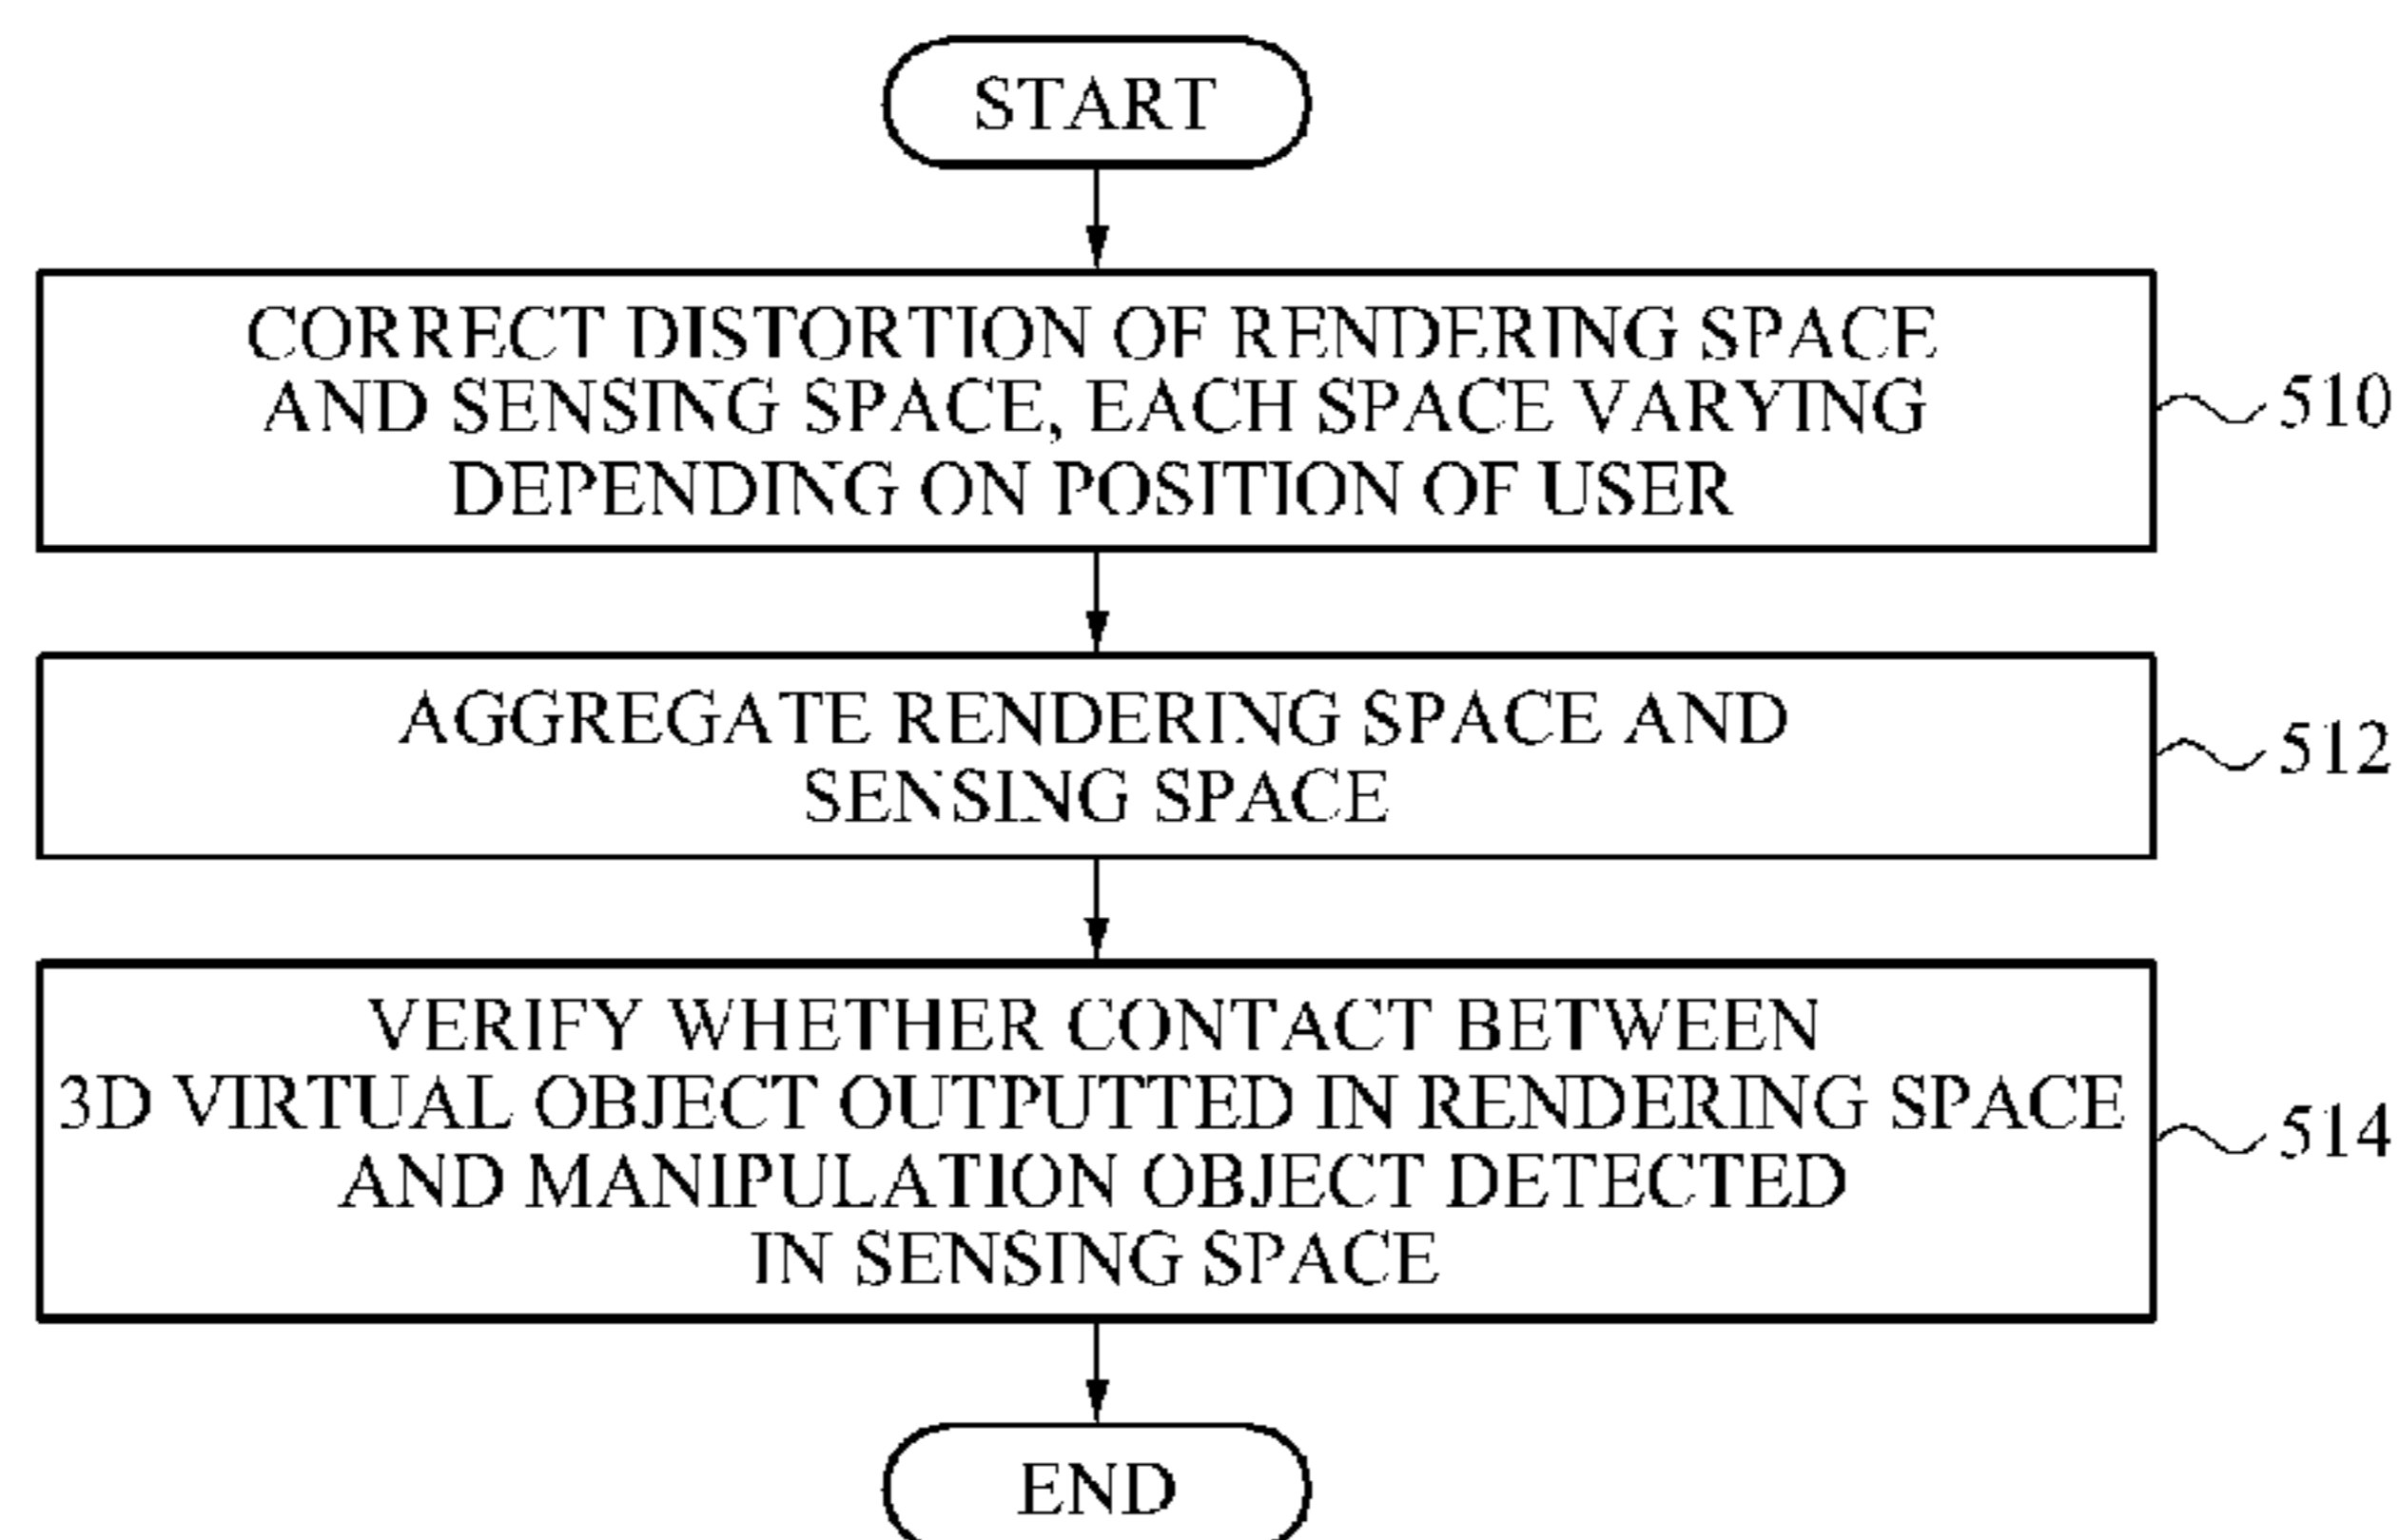 START
CORRECT DISTORTION OF RENDERING SPACE
AND SENSING SPACE, EACH SPACE VARYING
DEPENDING ON POSITION OF USER
510
AGGREGATE RENDERING SPACE AND
SENSING SPACE
512
VERIFY WHETHER CONTACT BETWEEN
3D VIRTUAL OBJECT OUTPUTTED IN RENDERING SPACE
AND MANIPULATION OBJECT DETECTED
IN SENSING SPACE
514
END